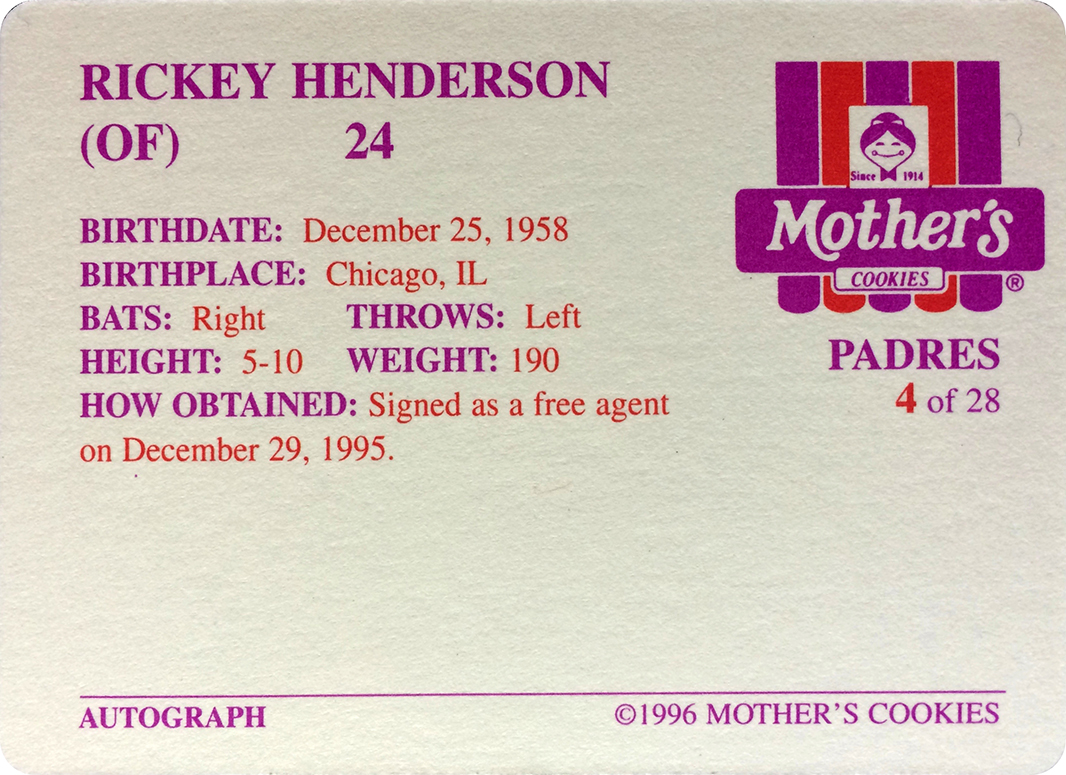 RICKEY HENDERSON
(OF) 24
BIRTHDATE: December 25, 1958
BIRTHPLACE: Chicago, IL
BATS: Right THROWS: Left
HEIGHT: 5-10 WEIGHT: 190
HOW OBTAINED: Signed as a free agent
on December 29, 1995.
Since 1914
Mother's
COOKIES ®
PADRES
4 of 28
AUTOGRAPH ©1996 MOTHER'S COOKIES